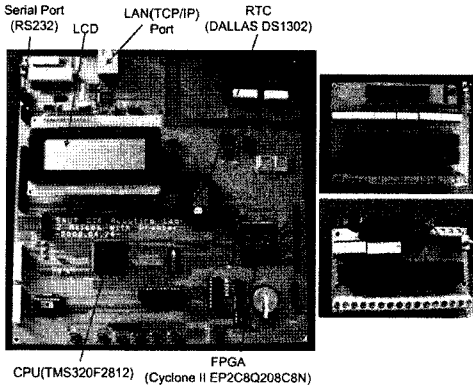 Serial Port
(RS232)
LCD
LAN(TCP/IP)
Port
RTC
(DALLAS DS1302)
CPU(TMS320F2812)
FPGA
(Cyclone II EP2C8Q208C8N)